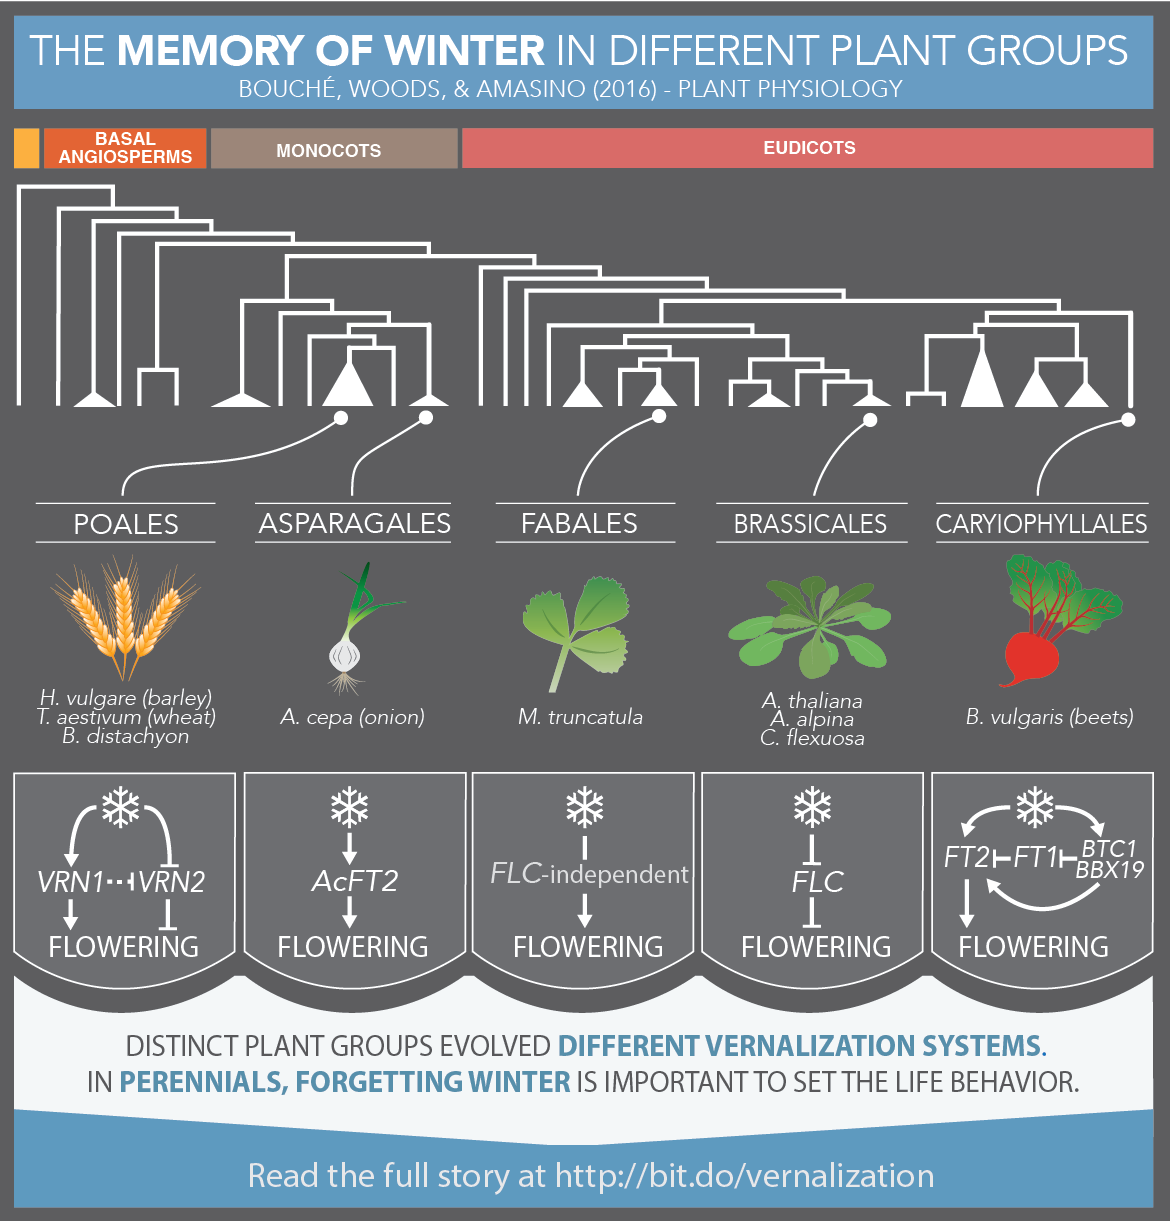 THE MEMORY OF WINTER IN DIFFERENT PLANT GROUPS
BOUCHÉ, WOODS, & AMASINO (2016) - PLANT PHYSIOLOGY
BASAL
ANGIOSPERMS
MONOCOTS
EUDICOTS
POALES
ASPARAGALES
FABALES
BRASSICALES
CARYIOPHYLLALES
H. vulgare (barley)
T. aestivum (wheat)
B. distachyon
A. cepa (onion)
M. truncatula
A. thaliana
A. alpina
C. flexuosa
B. vulgaris (beets)
VRN1 VRN2
FLOWERING
AcFT2
FLOWERING
FLC-independent
FLOWERING
FLC
FLOWERING
FT2 FT1 BTC1
BBX19
FLOWERING
DISTINCT PLANT GROUPS EVOLVED DIFFERENT VERNALIZATION SYSTEMS.
IN PERENNIALS, FORGETTING WINTER IS IMPORTANT TO SET THE LIFE BEHAVIOR.
Read the full story at http://bit.do/vernalization